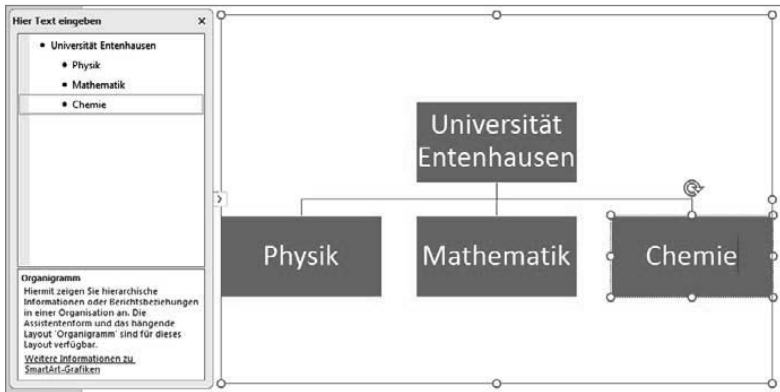 Hier Text eingeben
Universität Entenhausen
Physik
Mathematik
Chemie
Organigramm
Hiermit zeigen Sie hierarchische
Informationen oder Berichtsbeziehungen
in einer Organisation an. Die
Assistentenform und das hängende
Layout 'Organigramm' sind für dieses
Layout verfügbar.
Weitere Informationen zu
SmartArt-Grafiken
Universität
Entenhausen
Physik
Mathematik
Chemie